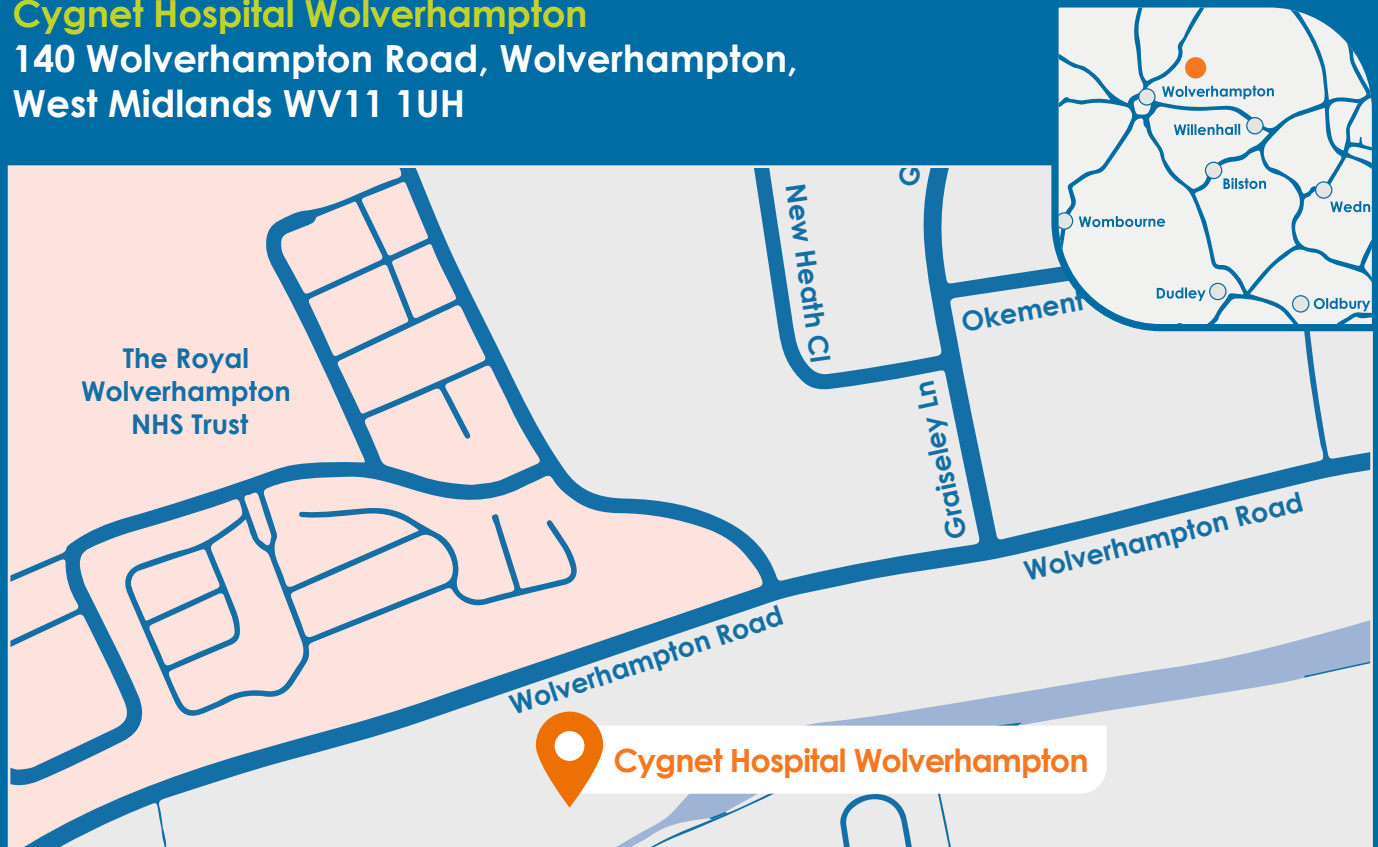 Cygnet Hospital Wolverhampton
140 Wolverhampton Road, Wolverhampton,
West Midlands WV11 1UH
Wolverhampton
Willenhall
Bilston
Wedn
Wombourne
Dudley
Oldbury
New Heath Cl
G
Okement
The Royal
Wolverhampton
NHS Trust
Graiseley Ln
Wolverhampton Road
Wolverhampton Road
Cygnet Hospital Wolverhampton